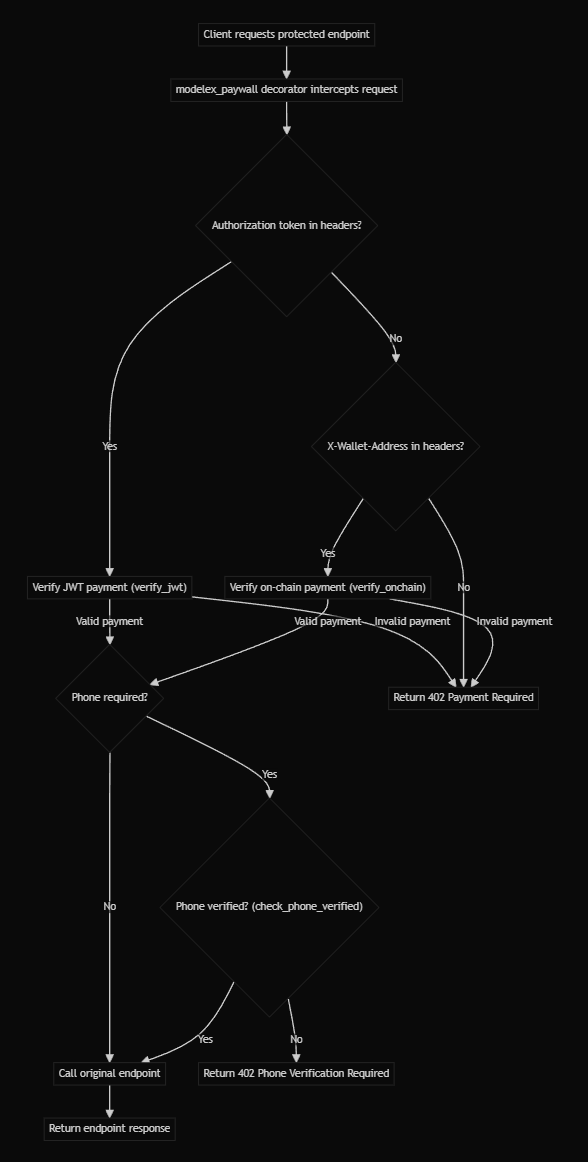 Client requests protected endpoint
modelex_paywall decorator intercepts request
Authorization token in headers?
No
Yes
X-Wallet-Address in headers?
Yes
No
Verify JWT payment (verify_jwt)
Verify on-chain payment (verify_onchain)
Valid payment
Valid payment
Invalid payment
Invalid payment
Phone required?
Return 402 Payment Required
Yes
No
Phone verified? (check_phone_verified)
Yes
No
Call original endpoint
Return 402 Phone Verification Required
Return endpoint response